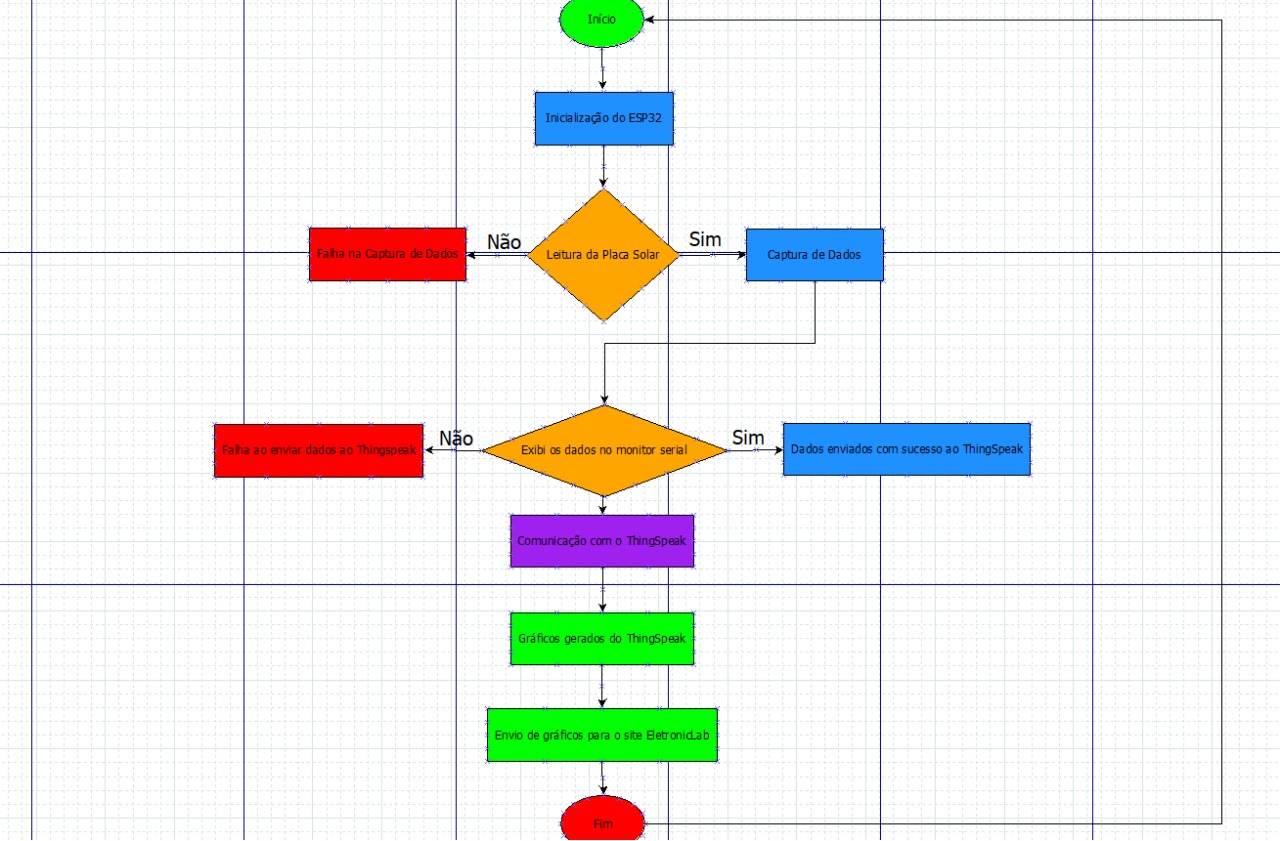 Início
Inicialização do ESP32
Não
Sim
Falha na Captura de Dados
Leitura da Placa Solar
Captura de Dados
Não
Sim
Falha ao enviar dados ao Thingspeak
Exibi os dados no monitor serial
Dados enviados com sucesso ao ThingSpeak
Comunicação com o ThingSpeak
Gráficos gerados do ThingSpeak
Envio de gráficos para o site EletronicLab
Fim